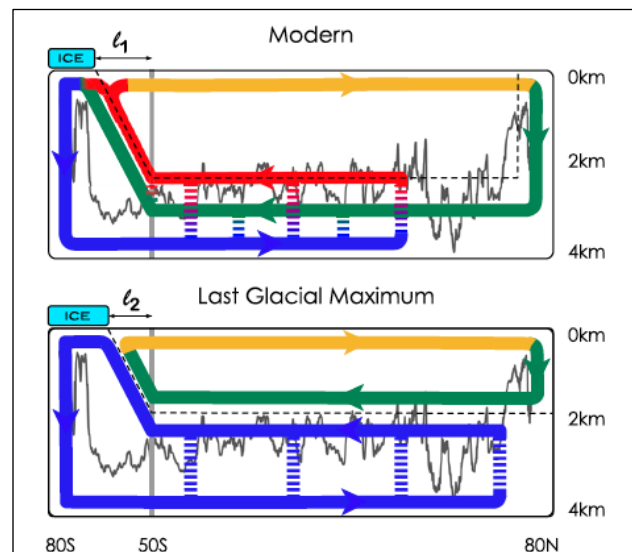 Modern
ICE
ℓ1
0km
2km
4km
Last Glacial Maximum
ICE
ℓ2
0km
2km
4km
80S 50S 80N